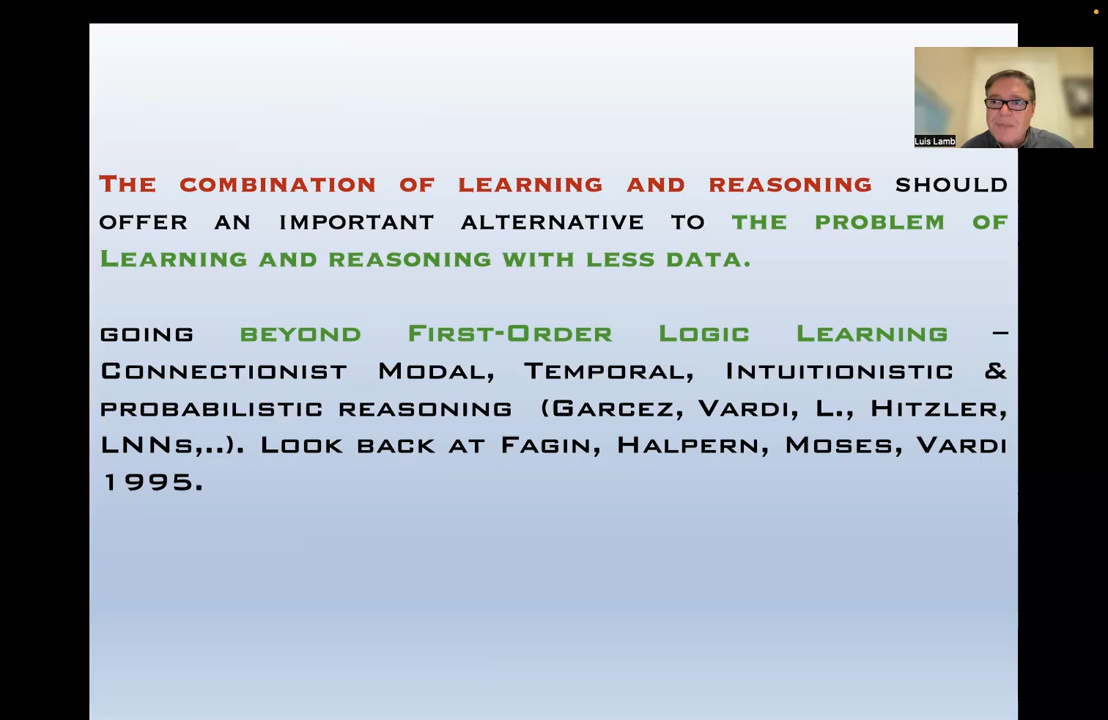 Luis Lamb
THE COMBINATION OF LEARNING AND REASONING SHOULD
OFFER AN IMPORTANT ALTERNATIVE TO THE PROBLEM OF
LEARNING AND REASONING WITH LESS DATA.
GOING BEYOND FIRST-ORDER LOGIC LEARNING –
CONNECTIONIST MODAL, TEMPORAL, INTUITIONISTIC &
PROBABILISTIC REASONING (GARCEZ, VARDI, L., HITZLER,
LNNS,..). LOOK BACK AT FAGIN, HALPERN, MOSES, VARDI
1995.